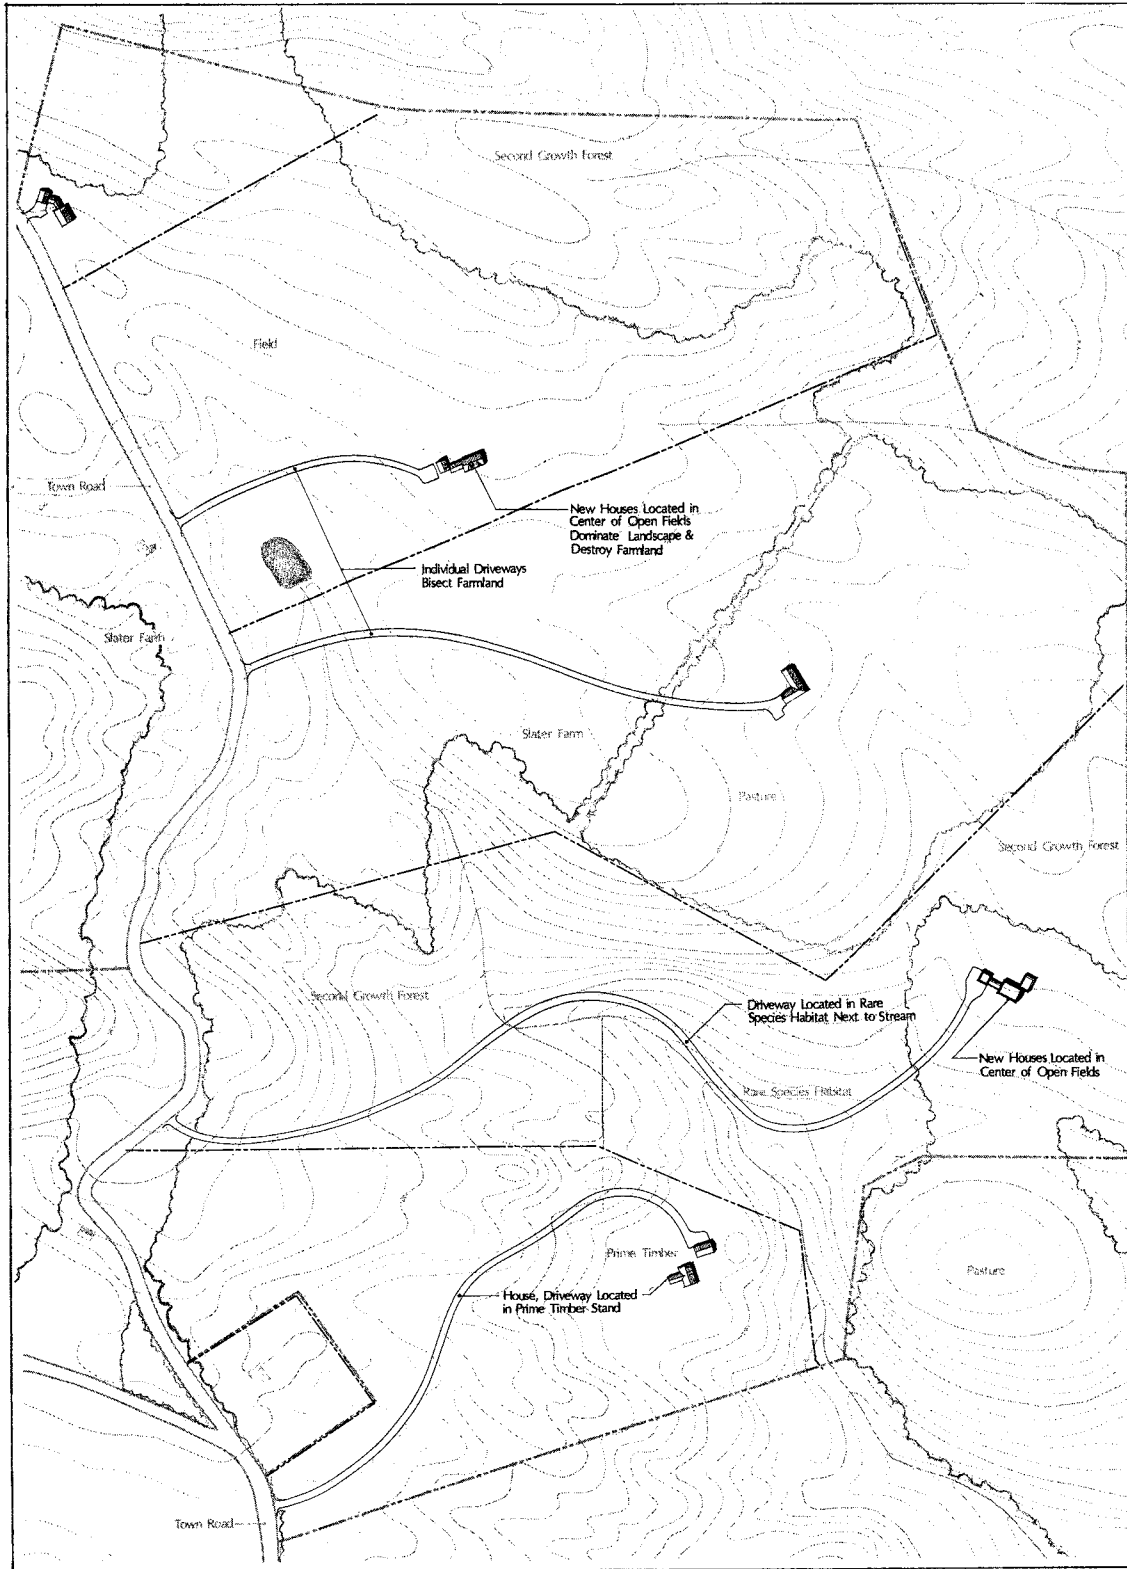 Second Growth Forest
Field
Town Road
New Houses Located in
Center of Open Fields
Dominate Landscape &
Destroy Farmland
Individual Driveways
Bisect Farmland
Slater Farm
Slater Farm
Pasture
Second Growth Forest
Second Growth Forest
Driveway Located in Rare
Species Habitat Next to Stream
New Houses Located in
Center of Open Fields
Rare Species Habitat
Prime Timber
Pasture
House, Driveway Located
in Prime Timber Stand
Town Road